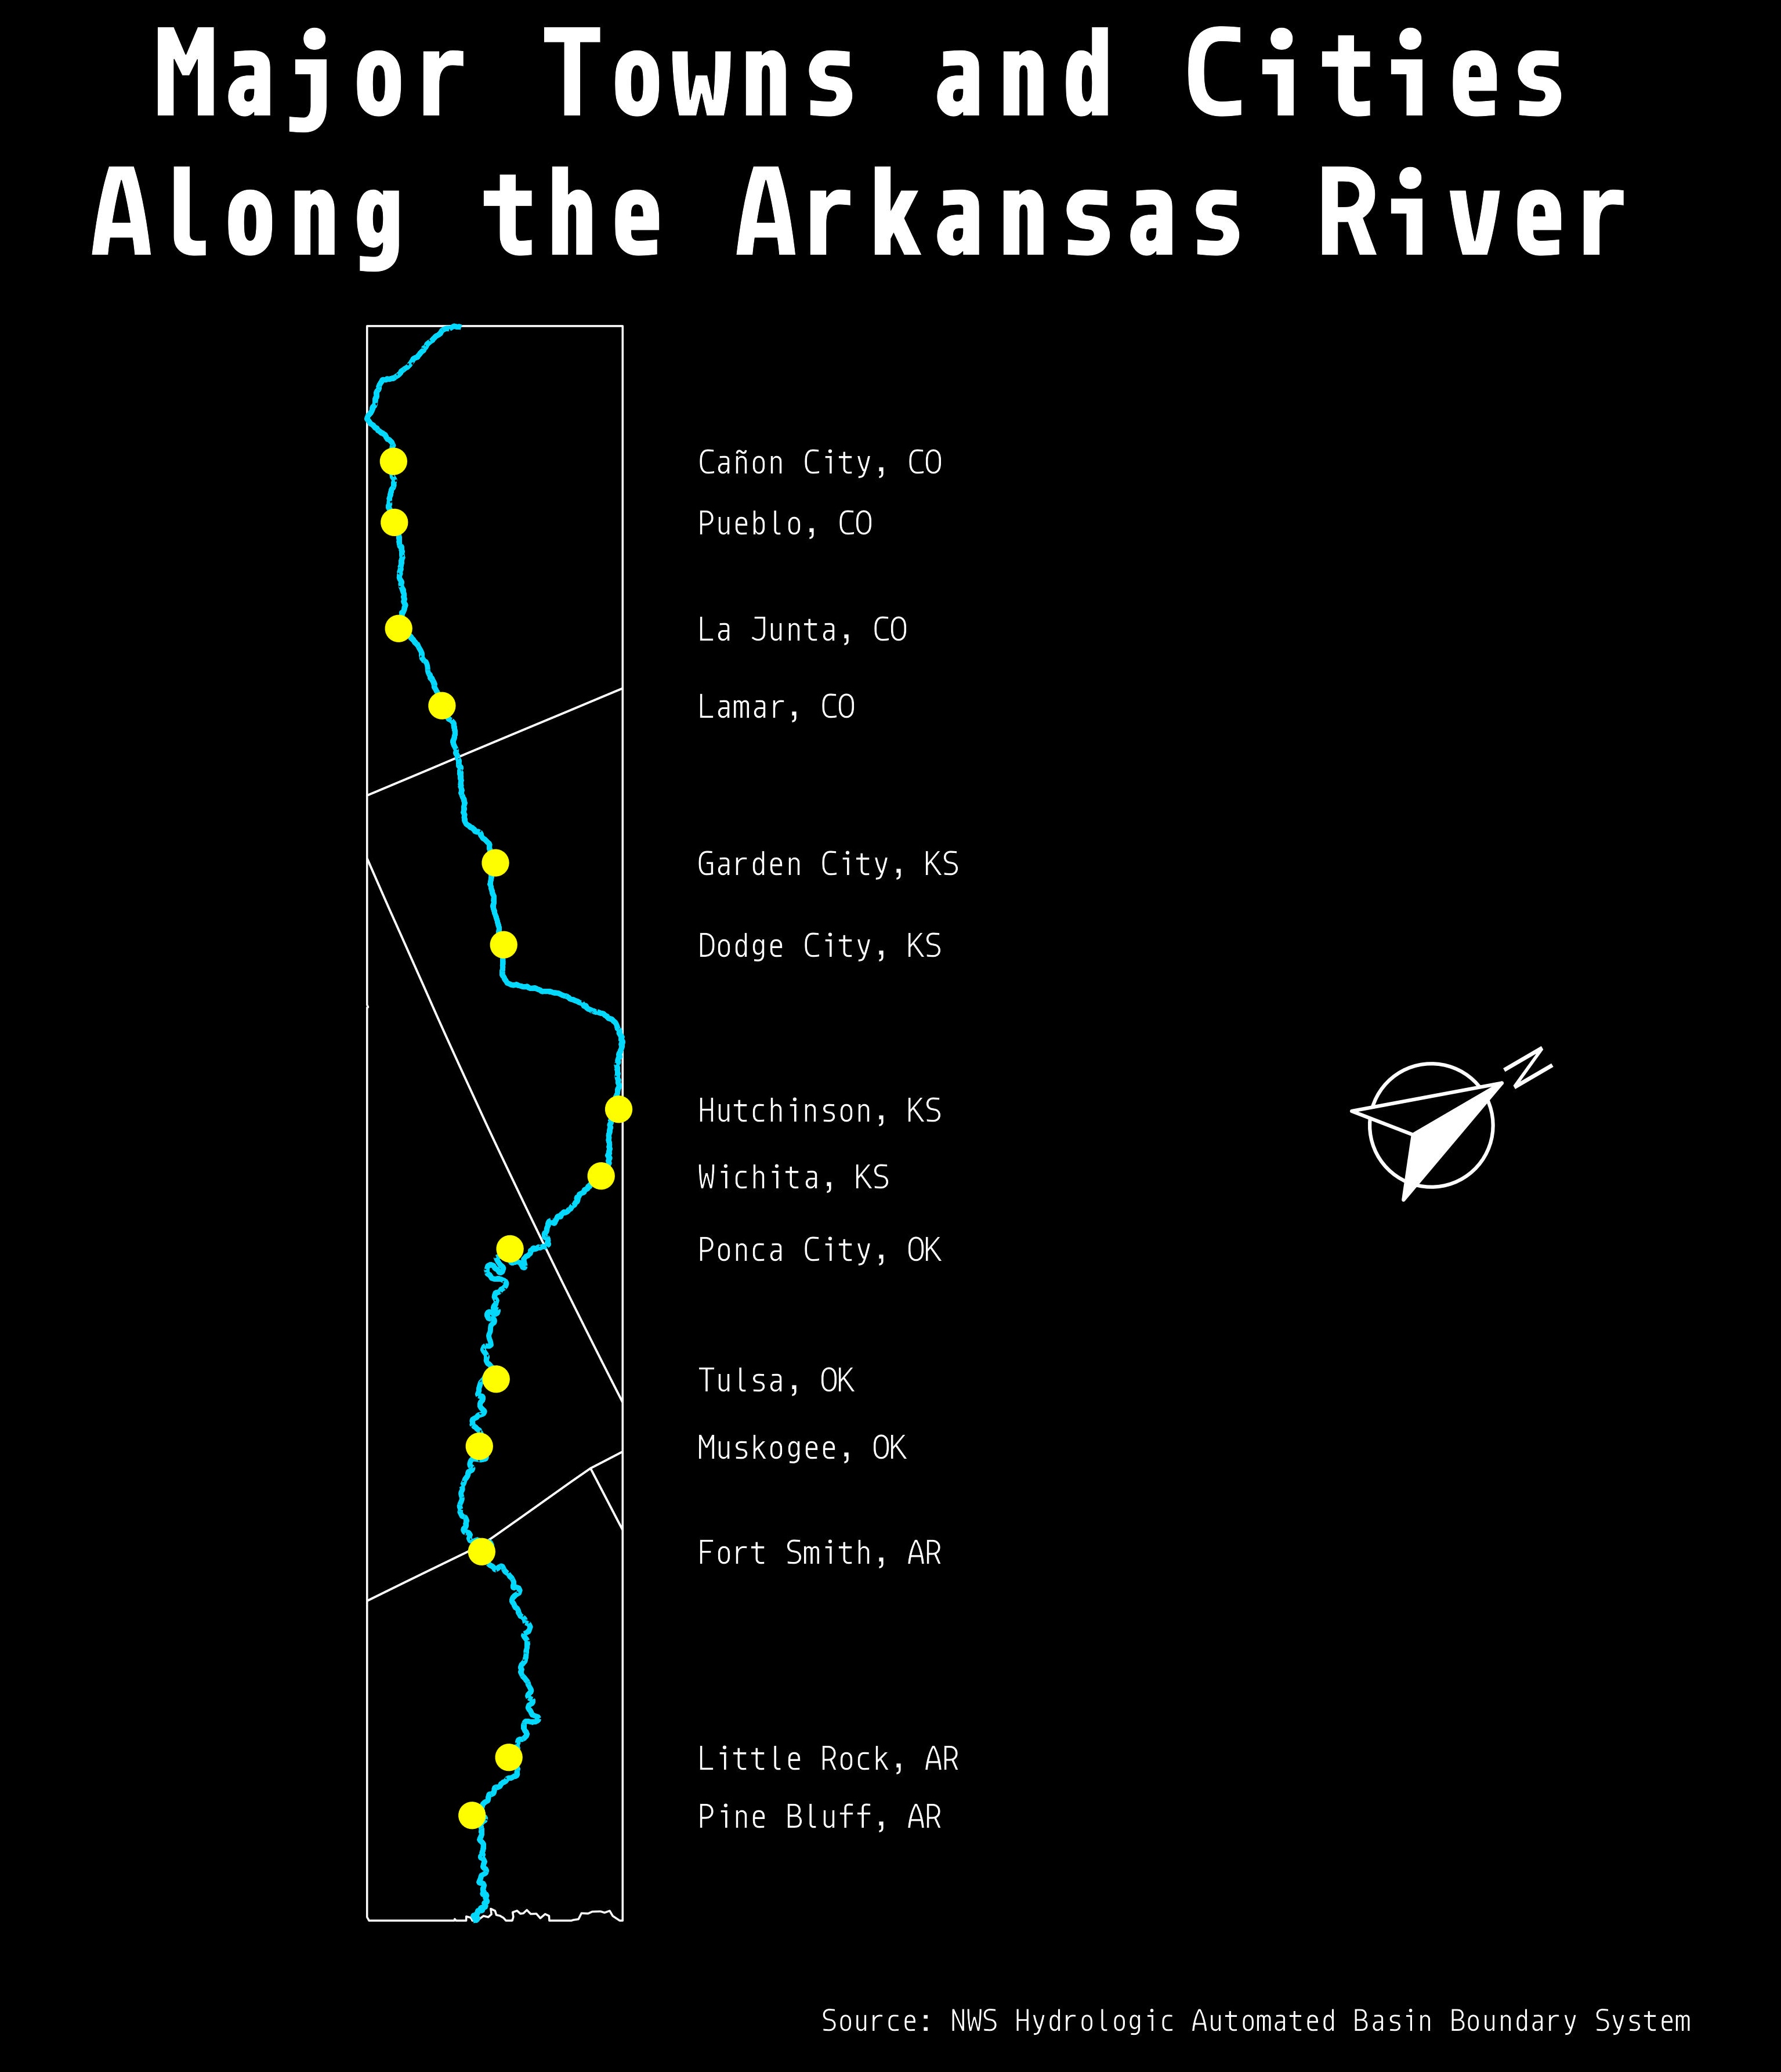 Major Towns and Cities
Along the Arkansas River
Cañon City, CO
Pueblo, CO
La Junta, CO
Lamar, CO
Garden City, KS
Dodge City, KS
N
Hutchinson, KS
Wichita, KS
Ponca City, OK
Tulsa, OK
Muskogee, OK
Fort Smith, AR
Little Rock, AR
Pine Bluff, AR
Source: NWS Hydrologic Automated Basin Boundary System